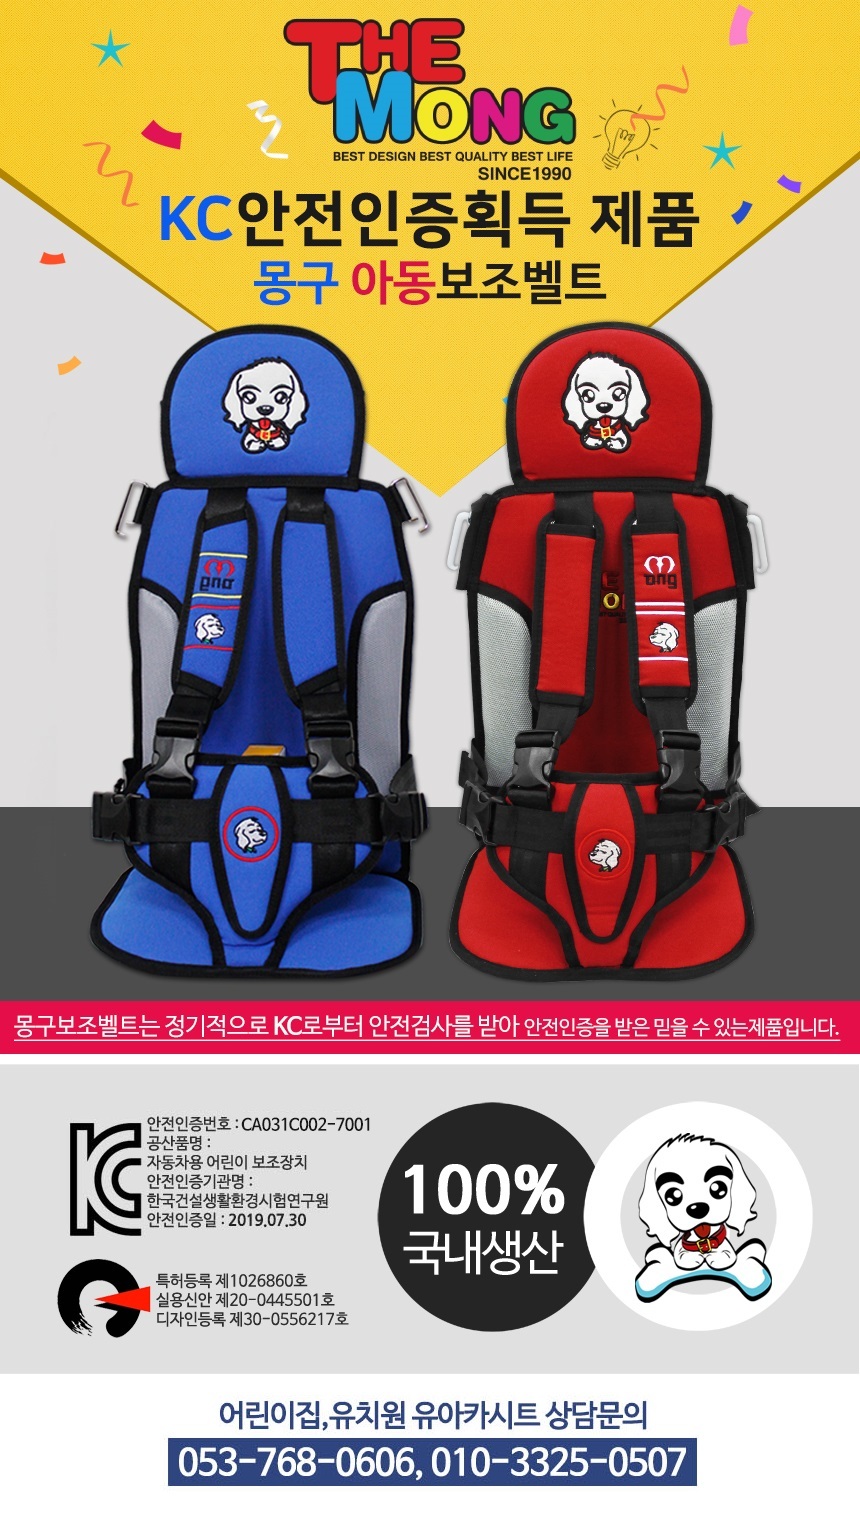 THE
MONG
BEST DESIGN BEST QUALITY BEST LIFE
SINCE1990
KC안전인증획득 제품
몽구 아동보조벨트
몽구보조벨트는 정기적으로 KC로부터 안전검사를 받아 안전인증을 받은 믿을 수 있는제품입니다.
안전인증번호 : CA031C002-7001
공산품명 :
자동차용 어린이 보조장치
안전인증기관명 :
한국건설생활환경시험연구원
안전인증일 : 2019.07.30
특허등록 제1026860호
실용신안 제20-0445501호
디자인등록 제30-0556217호
100%
국내생산
어린이집,유치원 유아카시트 상담문의
053-768-0606, 010-3325-0507